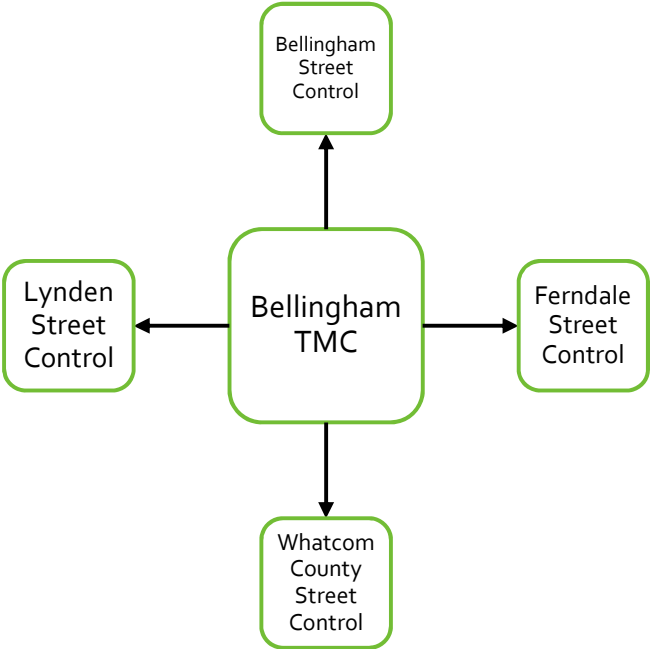 Bellingham
Street
Control
Lynden
Street
Control
Bellingham
TMC
Ferndale
Street
Control
Whatcom
County
Street
Control